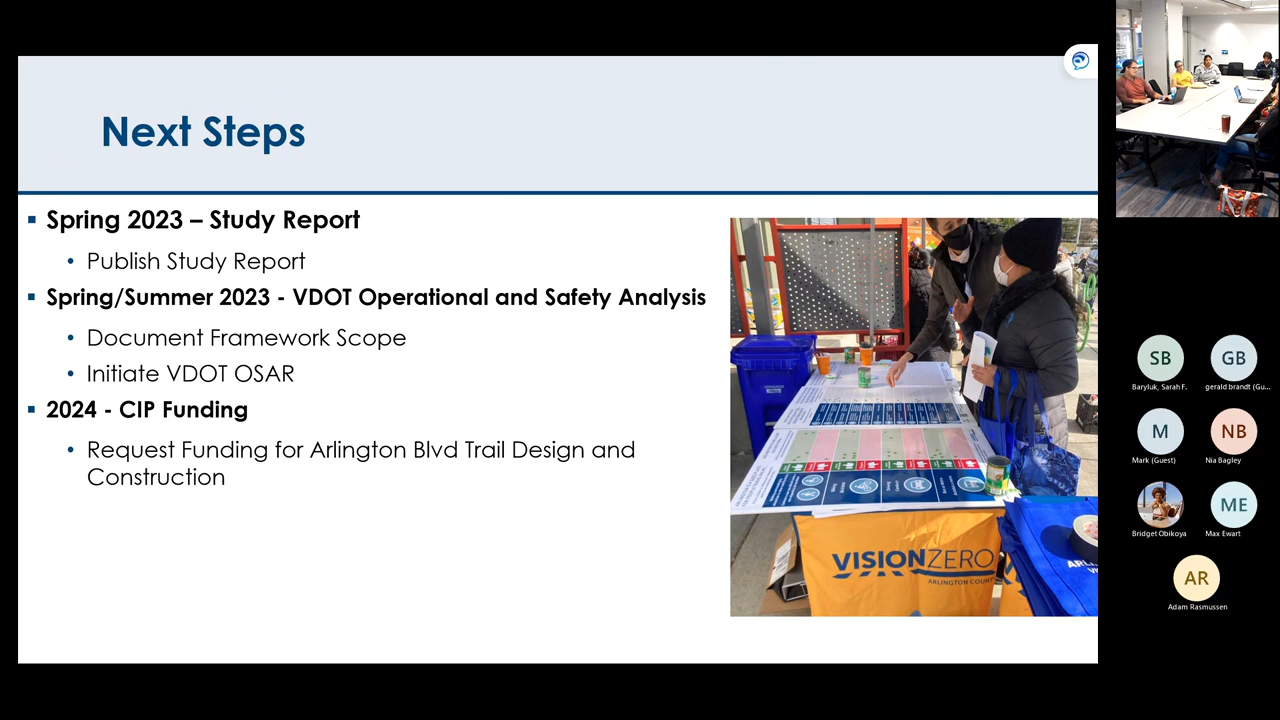 Next Steps
Spring 2023 – Study Report
Publish Study Report
Spring/Summer 2023 - VDOT Operational and Safety Analysis
Document Framework Scope
Initiate VDOT OSAR
2024 - CIP Funding
Request Funding for Arlington Blvd Trail Design and
Construction
VISIONZERO
ARLINGTON COUNTY
SB
GB
Baryluk, Sarah F.
gerald brandt (Gu...
M
NB
Mark (Guest)
Nia Bagley
ME
Bridget Obikoya
Max Ewart
AR
Adam Rasmussen